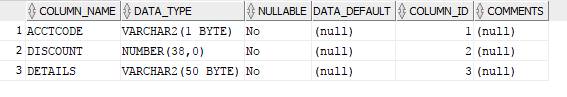 COLUMN_NAME DATA_TYPE NULLABLE DATA_DEFAULT COLUMN_ID COMMENTS
1 ACCTCODE VARCHAR2(1 BYTE) No (null) 1 (null)
2 DISCOUNT NUMBER(38,0) No (null) 2 (null)
3 DETAILS VARCHAR2(50 BYTE) No (null) 3 (null)